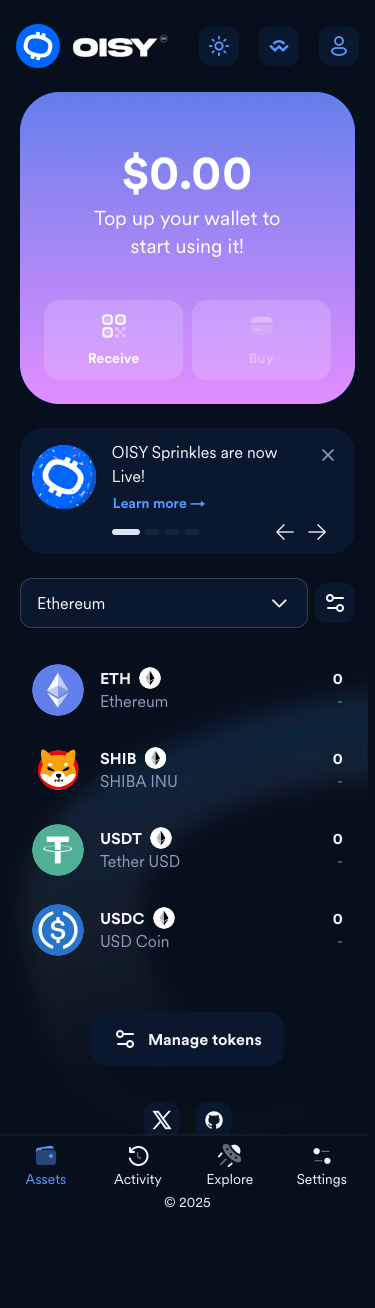 OISY
$0.00
Top up your wallet to
start using it!
Receive
Buy
OISY Sprinkles are now
Live!
Learn more →
Ethereum
ETH
0
Ethereum
-
SHIB
0
SHIBA INU
-
USDT
0
Tether USD
-
USDC
0
USD Coin
-
Manage tokens
Assets
Activity
Explore
Settings
© 2025